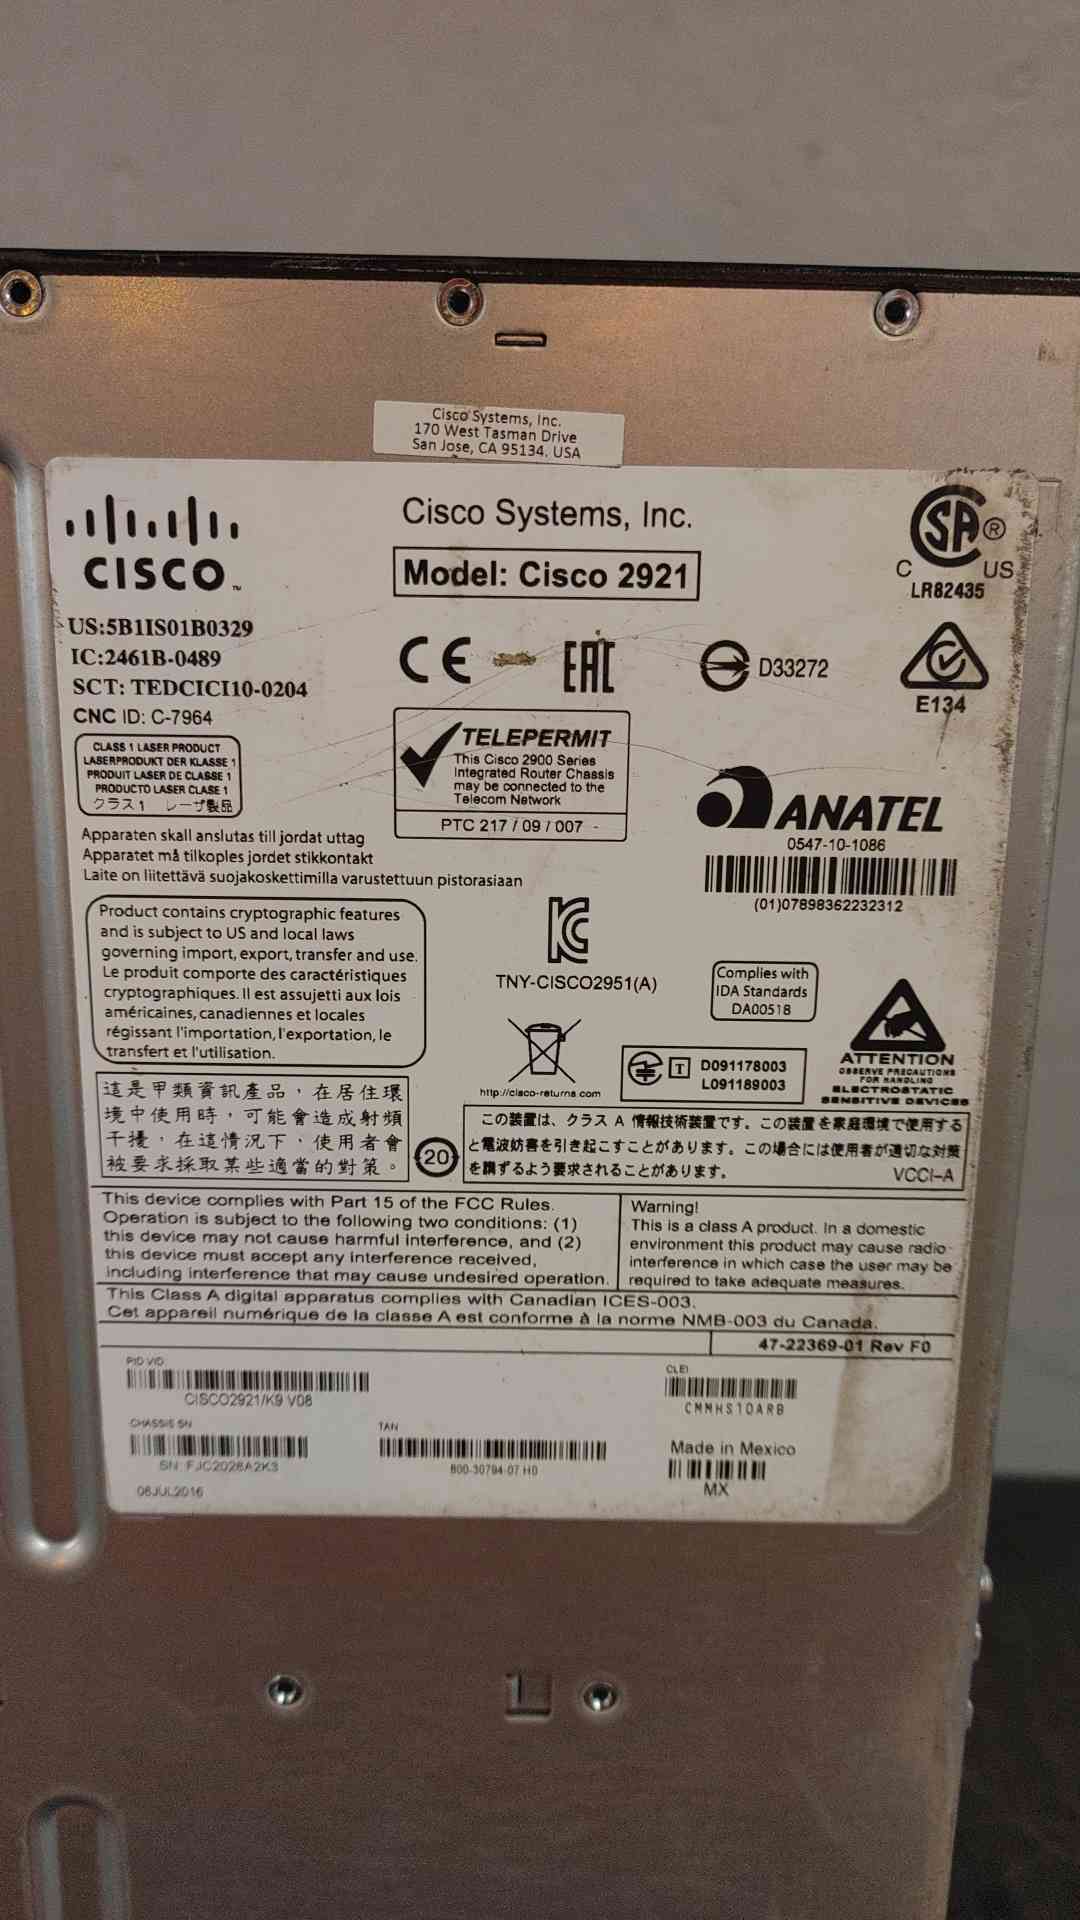 Cisco Systems, Inc.
170 West Tasman Drive
San Jose, CA 95134. USA
CISCO
Cisco Systems, Inc.
Model: Cisco 2921
SA ®
C US
LR82435
US:5B1IS01B0329
IC:2461B-0489
SCT: TEDCICI10-0204
CNC ID: C-7964
CE
EAC
D33272
E134
CLASS 1 LASER PRODUCT
LASERPRODUKT DER KLASSE 1
PRODUIT LASER DE CLASSE 1
PRODUCTO LASER CLASE 1
クラス1 レーザ製品
TELEPERMIT
This Cisco 2900 Series
Integrated Router Chassis
may be connected to the
Telecom Network
PTC 217 / 09 / 007 -
ANATEL
0547-10-1086
(01)07898362232312
Apparaten skall anslutas till jordat uttag
Apparatet må tilkoples jordet stikkontakt
Laite on liitettävä suojakoskettimilla varustettuun pistorasiaan
Product contains cryptographic features
and is subject to US and local laws
governing import, export, transfer and use.
Le produit comporte des caractéristiques
cryptographiques. Il est assujetti aux lois
américaines, canadiennes et locales
régissant l'importation, l'exportation, le
transfert et l'utilisation.
KC
TNY-CISCO2951(A)
Complies with
IDA Standards
DA00518
http://cisco-returns.com
T D091178003
L091189003
ATTENTION
OBSERVE PRECAUTIONS
FOR HANDLING
ELECTROSTATIC
SENSITIVE DEVICES
這是甲類資訊產品，在居住環
境中使用時，可能會造成射頻
干擾，在這情況下，使用者會
被要求採取某些適當的對策。
20
この装置は、クラス A 情報技術装置です。この装置を家庭環境で使用する
と電波妨害を引き起こすことがあります。この場合には使用者が適切な対策
を講ずるよう要求されることがあります。 VCCI-A
This device complies with Part 15 of the FCC Rules.
Operation is subject to the following two conditions: (1)
this device may not cause harmful interference, and (2)
this device must accept any interference received,
including interference that may cause undesired operation.
Warning!
This is a class A product. In a domestic
environment this product may cause radio
interference in which case the user may be
required to take adequate measures.
This Class A digital apparatus complies with Canadian ICES-003.
Cet appareil numérique de la classe A est conforme à la norme NMB-003 du Canada.
47-22369-01 Rev F0
PID VID
CISCO2921/K9 V08
CLEI
CMMHS10ARB
CHASSIS SN
SN: FJC2028A2K3
TAN
800-30794-07 H0
Made in Mexico
MX
08JUL2016